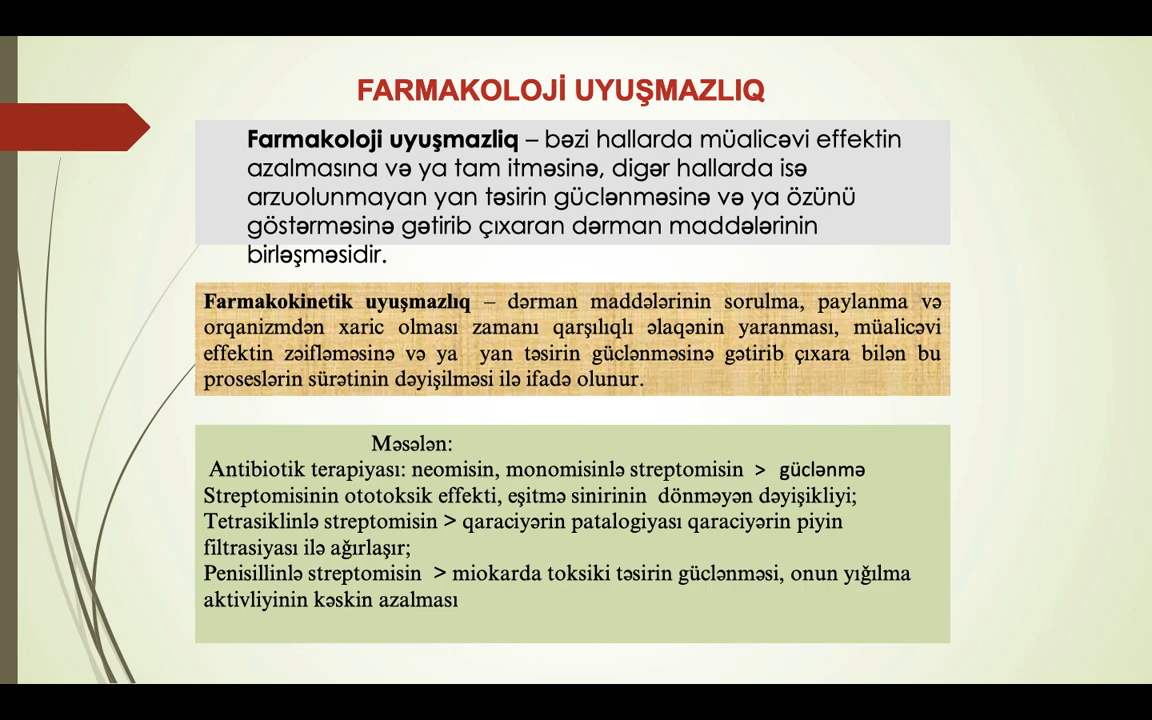 FARMAKOLOJİ UYUŞMAZLIQ
Farmakoloji uyuşmazliq – bəzi hallarda müalicəvi effektin
azalmasına və ya tam itməsinə, digər hallarda isə
arzuolunmayan yan təsirin güclənməsinə və ya özünü
göstərməsinə gətirib çıxaran dərman maddələrinin
birləşməsidir.
Farmakokinetik uyuşmazlıq – dərman maddələrinin sorulma, paylanma və
orqanizmdən xaric olması zamanı qarşılıqlı əlaqənin yaranması, müalicəvi
effektin zəifləməsinə və ya yan təsirin güclənməsinə gətirib çıxara bilən bu
proseslərin sürətinin dəyişilməsi ilə ifadə olunur.
Məsələn:
Antibiotik terapiyası: neomisin, monomisinlə streptomisin > güclənmə
Streptomisinin ototoksik effekti, eşitmə sinirinin dönməyən dəyişikliyi;
Tetrasiklinlə streptomisin > qaraciyərin patalogiyası qaraciyərin piyin
filtrasiyası ilə ağırlaşır;
Penisillinlə streptomisin > miokarda toksiki təsirin güclənməsi, onun yığılma
aktivliyinin kəskin azalması